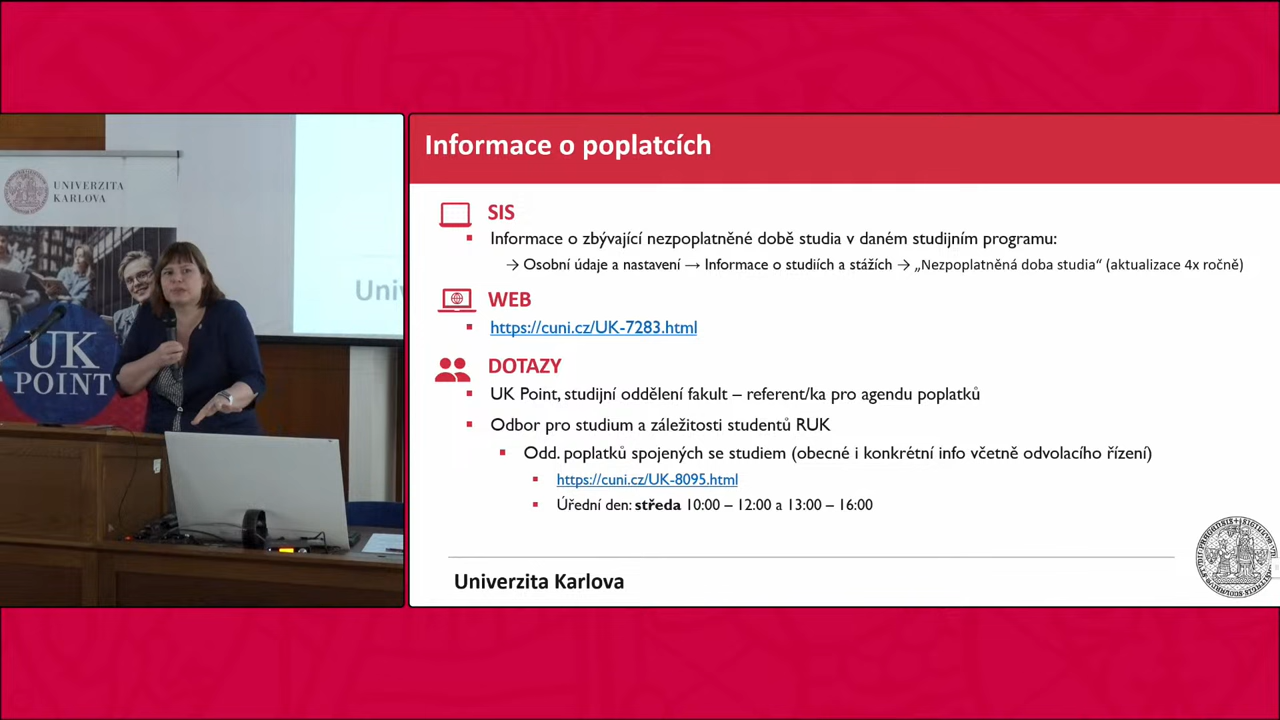 UNIVERZITA
KARLOVA
UK
POINT
Uni
Informace o poplatcích
SIS
Informace o zbývající nezpoplatněné době studia v daném studijním programu:
→ Osobní údaje a nastavení → Informace o studiích a stážích → „Nezpoplatněná doba studia“ (aktualizace 4x ročně)
WEB
https://cuni.cz/UK-7283.html
DOTAZY
UK Point, studijní oddělení fakult – referent/ka pro agendu poplatků
Odbor pro studium a záležitosti studentů RUK
Odd. poplatků spojených se studiem (obecné i konkrétní info včetně odvolacího řízení)
https://cuni.cz/UK-8095.html
Úřední den: středa 10:00 – 12:00 a 13:00 – 16:00
Univerzita Karlova